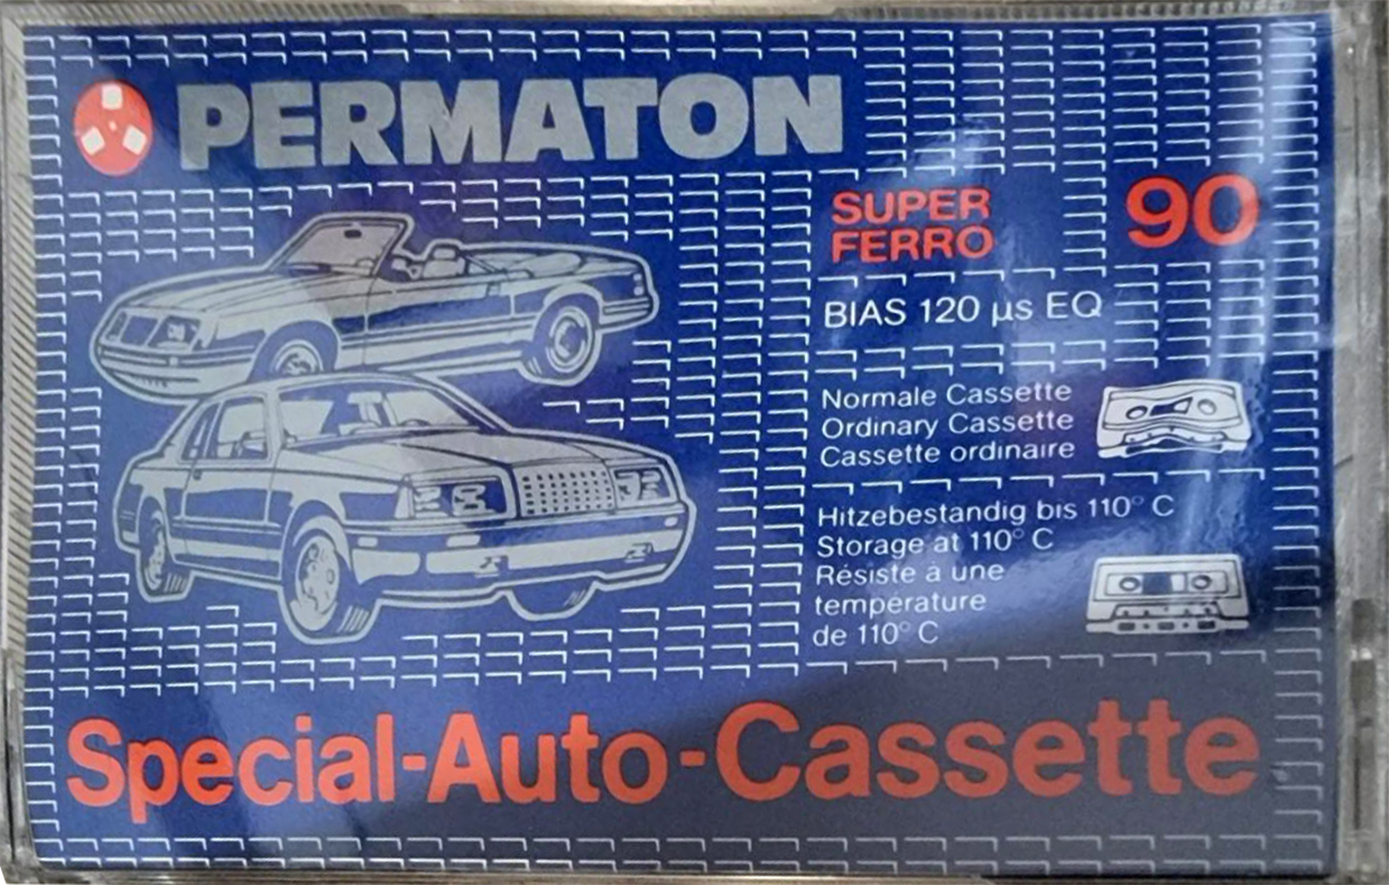 PERMATON
SUPER
FERRO
90
BIAS 120 µs EQ
Normale Cassette
Ordinary Cassette
Cassette ordinaire
Hitzebeständig bis 110° C
Storage at 110° C
Résiste à une
température
de 110° C
Special-Auto-Cassette